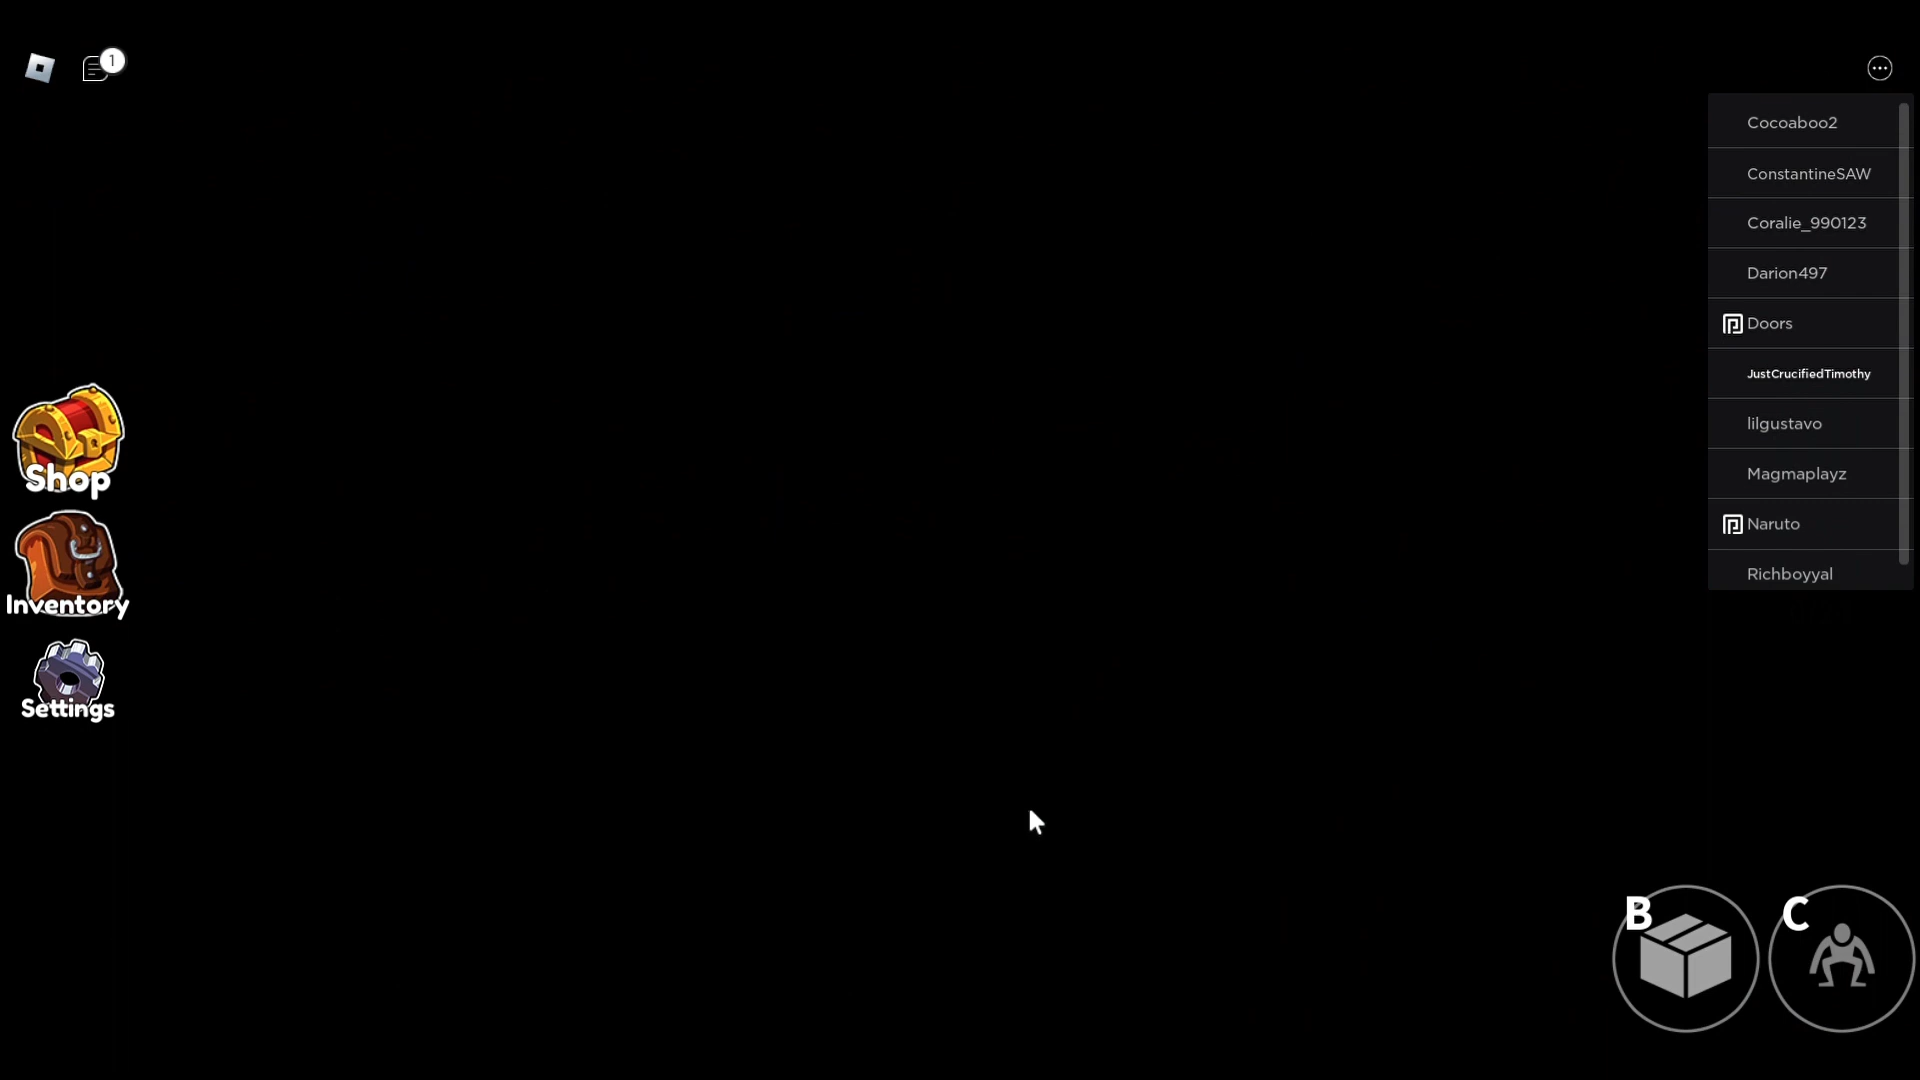 1
Cocoaboo2
ConstantineSAW
Coralie_990123
Darion497
Doors
JustCrucifiedTimothy
lilgustavo
Magmaplayz
Naruto
Richboyyal
Shop
Inventory
Settings
B
C